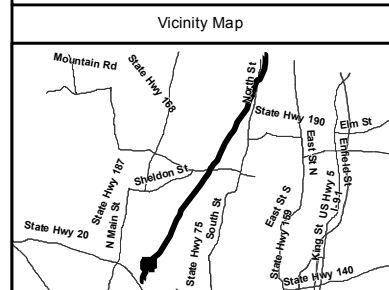 Vicinity Map
Mountain Rd
State Hwy 168
North St
State Hwy 190
Elm St
State Hwy 187
Sheldon St
East St N
Enfield St
US Hwy 5
I-91
N Main St
State Hwy 20
State Hwy 75
South St
East St S
State Hwy 159
King St
State Hwy 140